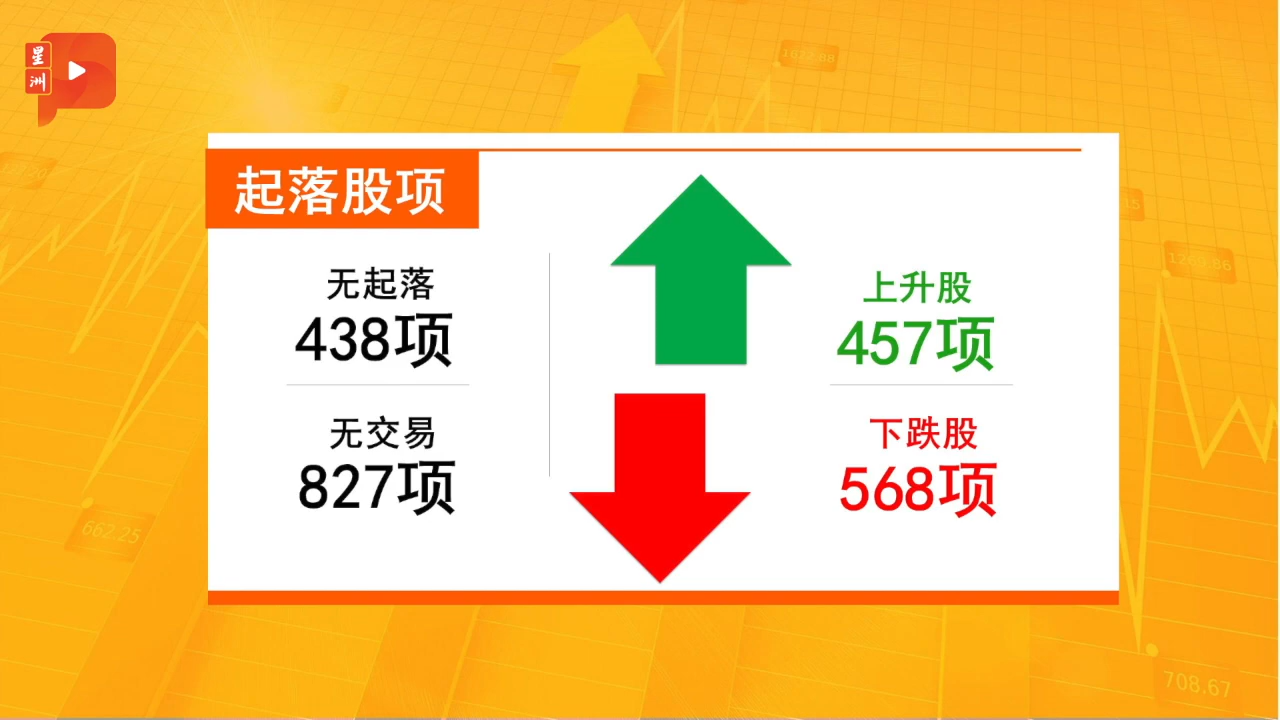 星洲
起落股项
无起落
438项
无交易
827项
上升股
457项
下跌股
568项
662.25
708.67